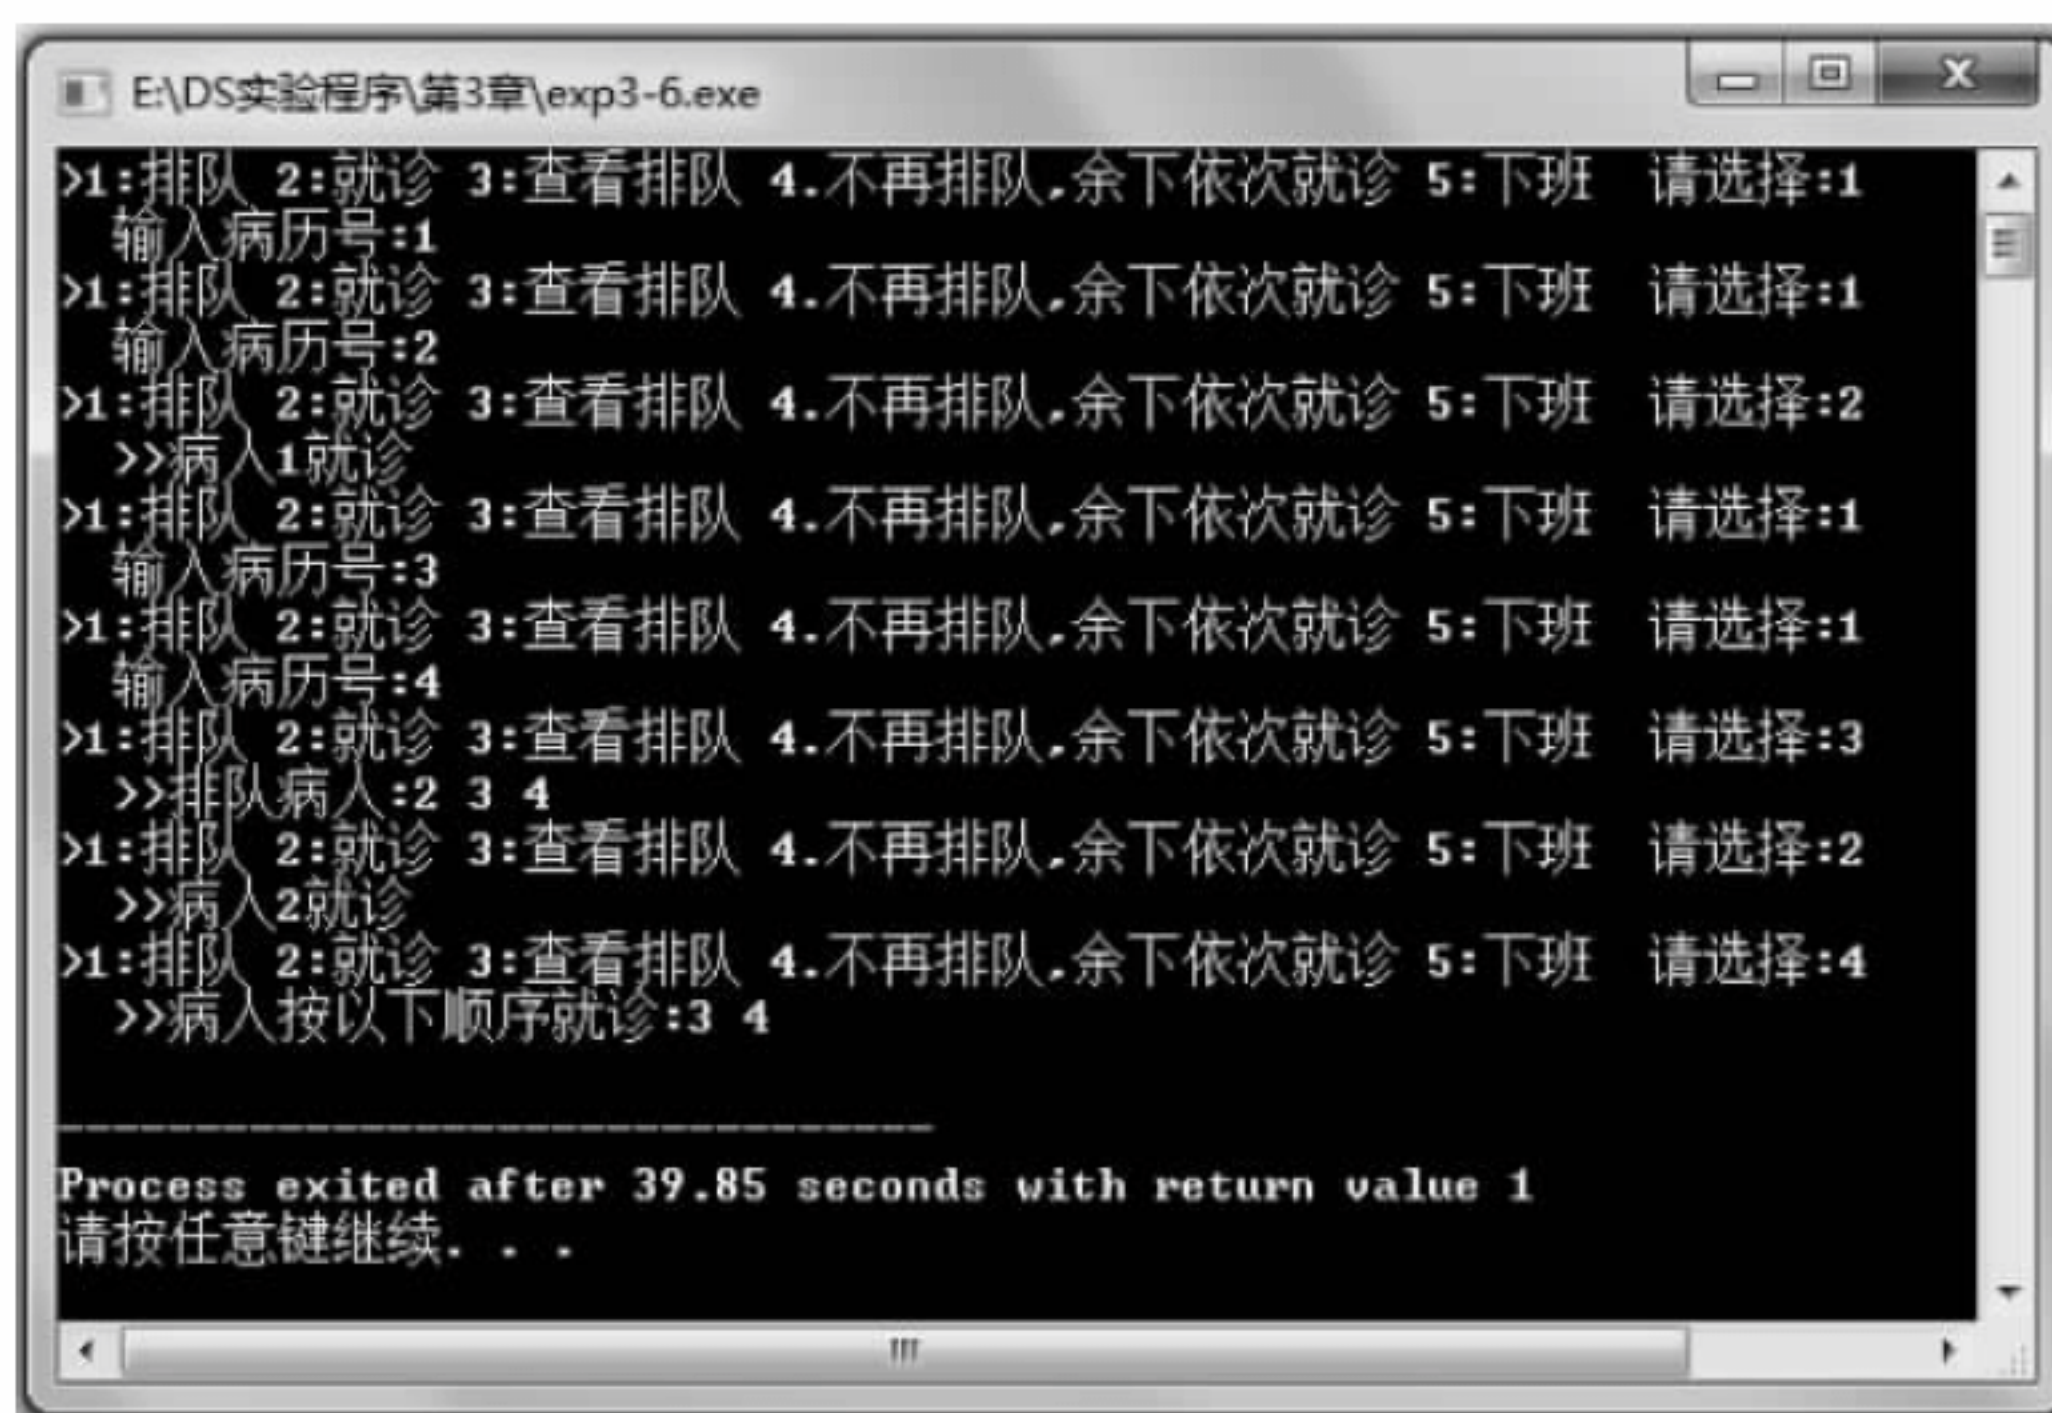 E:\DS实验程序\第3章\exp3-6.exe
>1:排队 2:就诊 3:查看排队 4.不再排队,余下依次就诊 5:下班 请选择:1
输入病历号:1
>1:排队 2:就诊 3:查看排队 4.不再排队,余下依次就诊 5:下班 请选择:1
输入病历号:2
>1:排队 2:就诊 3:查看排队 4.不再排队,余下依次就诊 5:下班 请选择:2
>>病人1就诊
>1:排队 2:就诊 3:查看排队 4.不再排队,余下依次就诊 5:下班 请选择:1
输入病历号:3
>1:排队 2:就诊 3:查看排队 4.不再排队,余下依次就诊 5:下班 请选择:1
输入病历号:4
>1:排队 2:就诊 3:查看排队 4.不再排队,余下依次就诊 5:下班 请选择:3
>>排队病人:2 3 4
>1:排队 2:就诊 3:查看排队 4.不再排队,余下依次就诊 5:下班 请选择:2
>>病人2就诊
>1:排队 2:就诊 3:查看排队 4.不再排队,余下依次就诊 5:下班 请选择:4
>>病人按以下顺序就诊:3 4
--------------------------------
Process exited after 39.85 seconds with return value 1
请按任意键继续. . .